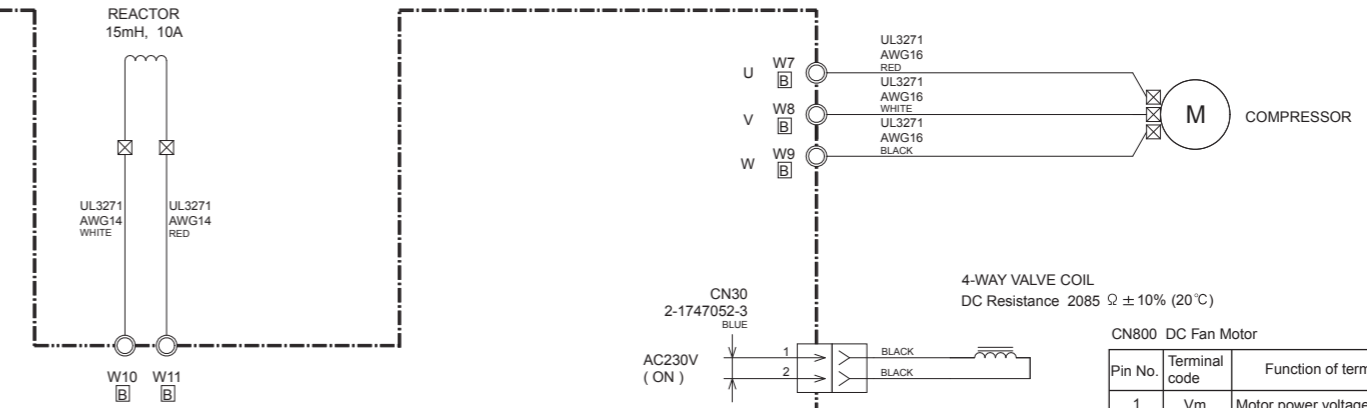 REACTOR
15mH, 10A
UL3271
AWG14
WHITE
UL3271
AWG14
RED
W10
B
W11
B
U
W7
B
UL3271
AWG16
RED
V
W8
B
UL3271
AWG16
WHITE
W
W9
B
UL3271
AWG16
BLACK
M
COMPRESSOR
4-WAY VALVE COIL
DC Resistance 2085 Ω ±10% (20℃)
CN30
2-1747052-3
BLUE
AC230V
( ON )
1
2
BLACK
BLACK
CN800 DC Fan Motor
Pin No.
Terminal
code
Function of term
1
Vm
Motor power voltage